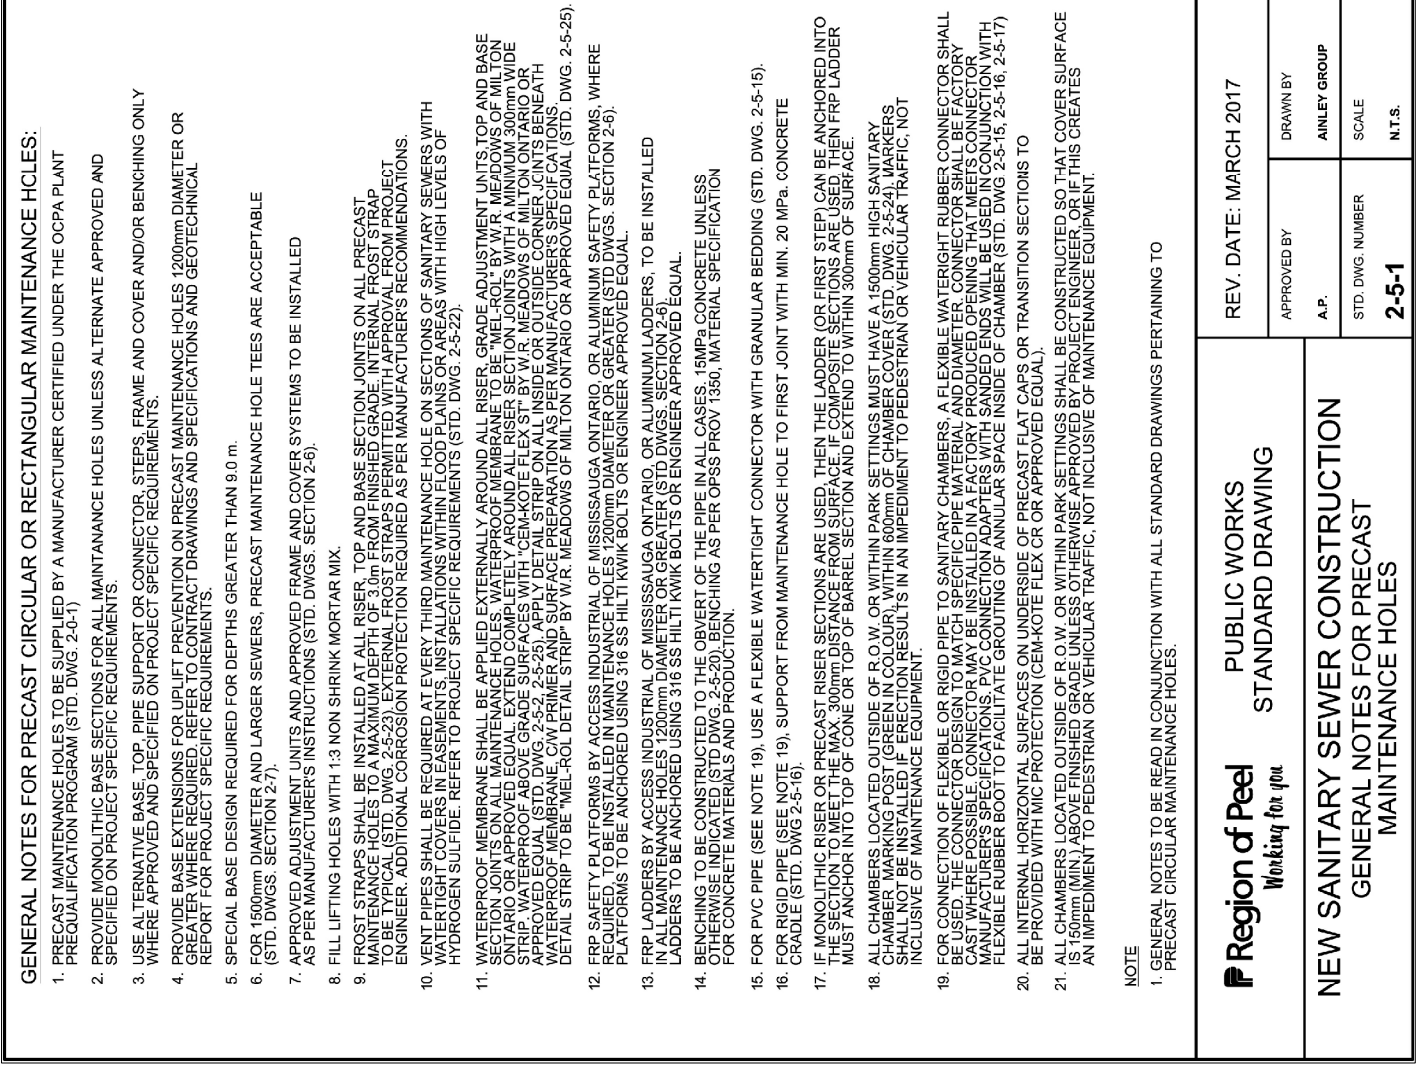 GENERAL NOTES FOR PRECAST CIRCULAR OR RECTANGULAR MAINTENANCE HOLES:
1. PRECAST MAINTENANCE HOLES TO BE SUPPLIED BY A MANUFACTURER CERTIFIED UNDER THE OCPA PLANT
PREQUALIFICATION PROGRAM (STD. DWG. 2-0-1)
2. PROVIDE MONOLITHIC BASE SECTIONS FOR ALL MAINTANANCE HOLES UNLESS ALTERNATE APPROVED AND
SPECIFIED ON PROJECT SPECIFIC REQUIREMENTS.
3. USE ALTERNATIVE BASE, TOP, PIPE SUPPORT OR CONNECTOR, STEPS, FRAME AND COVER AND/OR BENCHING ONLY
WHERE APPROVED AND SPECIFIED ON PROJECT SPECIFIC REQUIREMENTS.
4. PROVIDE BASE EXTENSIONS FOR UPLIFT PREVENTION ON PRECAST MAINTENANCE HOLES 1200mm DIAMETER OR
GREATER WHERE REQUIRED, REFER TO CONTRACT DRAWINGS AND SPECIFICATIONS AND GEOTECHNICAL
REPORT FOR PROJECT SPECIFIC REQUIREMENTS.
5. SPECIAL BASE DESIGN REQUIRED FOR DEPTHS GREATER THAN 9.0 m.
6. FOR 1500mm DIAMETER AND LARGER SEWERS, PRECAST MAINTENANCE HOLE TEES ARE ACCEPTABLE
(STD. DWGS. SECTION 2-7).
7. APPROVED ADJUSTMENT UNITS AND APPROVED FRAME AND COVER SYSTEMS TO BE INSTALLED
AS PER MANUFACTURER'S INSTRUCTIONS (STD. DWGS. SECTION 2-6).
8. FILL LIFTING HOLES WITH 1:3 NON SHRINK MORTAR MIX.
9. FROST STRAPS SHALL BE INSTALLED AT ALL RISER, TOP AND BASE SECTION JOINTS ON ALL PRECAST
MAINTENANCE HOLES TO A MAXIMUM DEPTH OF 3.0m FROM FINISHED GRADE. INTERNAL FROST STRAP
TO BE TYPICAL (STD. DWG. 2-5-23), EXTERNAL FROST STRAPS PERMITTED WITH APPROVAL FROM PROJECT
ENGINEER. ADDITIONAL CORROSION PROTECTION REQUIRED AS PER MANUFACTURER'S RECOMMENDATIONS.
10. VENT PIPES SHALL BE REQUIRED AT EVERY THIRD MAINTENANCE HOLE ON SECTIONS OF SANITARY SEWERS WITH
WATERTIGHT COVERS IN EASEMENTS, INSTALLATIONS WITHIN FLOOD PLAINS OR AREAS WITH HIGH LEVELS OF
HYDROGEN SULFIDE. REFER TO PROJECT SPECIFIC REQUIREMENTS (STD. DWG. 2-5-22).
11. WATERPROOF MEMBRANE SHALL BE APPLIED EXTERNALLY AROUND ALL RISER, GRADE ADJUSTMENT UNITS,TOP AND BASE
SECTION JOINTS ON ALL MAINTENANCE HOLES. WATERPROOF MEMBRANE TO BE "MEL-ROL" BY W.R. MEADOWS OF MILTON
ONTARIO OR APPROVED EQUAL. EXTEND COMPLETELY AROUND ALL RISER SECTION JOINTS WITH A MINIMUM 300mm WIDE
STRIP. WATERPROOF ABOVE GRADE SURFACES WITH "CEM-KOTE FLEX ST" BY W.R. MEADOWS OF MILTON ONTARIO OR
APPROVED EQUAL (STD. DWG. 2-5-2, 2-5-25). APPLY DETAIL STRIP ON ALL INSIDE OR OUTSIDE CORNER JOINTS BENEATH
WATERPROOF MEMBRANE, C/W PRIMER AND SURFACE PREPARATION AS PER MANUFACTURER'S SPECIFICATIONS.
DETAIL STRIP TO BE "MEL-ROL DETAIL STRIP" BY W.R. MEADOWS OF MILTON ONTARIO OR APPROVED EQUAL (STD. DWG. 2-5-25).
12. FRP SAFETY PLATFORMS BY ACCESS INDUSTRIAL OF MISSISSAUGA ONTARIO, OR ALUMINUM SAFETY PLATFORMS, WHERE
REQUIRED, TO BE INSTALLED IN MAINTENANCE HOLES 1200mm DIAMETER OR GREATER (STD DWGS. SECTION 2-6).
PLATFORMS TO BE ANCHORED USING 316 SS HILTI KWIK BOLTS OR ENGINEER APPROVED EQUAL.
13. FRP LADDERS BY ACCESS INDUSTRIAL OF MISSISSAUGA ONTARIO, OR ALUMINUM LADDERS, TO BE INSTALLED
IN ALL MAINTENANCE HOLES 1200mm DIAMETER OR GREATER (STD DWGS. SECTION 2-6).
LADDERS TO BE ANCHORED USING 316 SS HILTI KWIK BOLTS OR ENGINEER APPROVED EQUAL.
14. BENCHING TO BE CONSTRUCTED TO THE OBVERT OF THE PIPE IN ALL CASES. 15MPa CONCRETE UNLESS
OTHERWISE INDICATED (STD DWG. 2-5-20). BENCHING AS PER OPSS PROV 1350, MATERIAL SPECIFICATION
FOR CONCRETE MATERIALS AND PRODUCTION.
15. FOR PVC PIPE (SEE NOTE 19), USE A FLEXIBLE WATERTIGHT CONNECTOR WITH GRANULAR BEDDING (STD. DWG. 2-5-15).
16. FOR RIGID PIPE (SEE NOTE 19), SUPPORT FROM MAINTENANCE HOLE TO FIRST JOINT WITH MIN. 20 MPa. CONCRETE
CRADLE (STD. DWG 2-5-16).
17. IF MONOLITHIC RISER OR PRECAST RISER SECTIONS ARE USED, THEN THE LADDER (OR FIRST STEP) CAN BE ANCHORED INTO
THE SECTION TO MEET THE MAX. 300mm DISTANCE FROM SURFACE. IF COMPOSITE SECTIONS ARE USED, THEN FRP LADDER
MUST ANCHOR INTO TOP OF CONE OR TOP OF BARREL SECTION AND EXTEND TO WITHIN 300mm OF SURFACE.
18. ALL CHAMBERS LOCATED OUTSIDE OF R.O.W. OR WITHIN PARK SETTINGS MUST HAVE A 1500mm HIGH SANITARY
CHAMBER MARKING POST (GREEN IN COLOUR), WITHIN 600mm OF CHAMBER COVER (STD. DWG. 2-5-24). MARKERS
SHALL NOT BE INSTALLED IF ERECTION RESULTS IN AN IMPEDIMENT TO PEDESTRIAN OR VEHICULAR TRAFFIC, NOT
INCLUSIVE OF MAINTENANCE EQUIPMENT.
19. FOR CONNECTION OF FLEXIBLE OR RIGID PIPE TO SANITARY CHAMBERS, A FLEXIBLE WATERTIGHT RUBBER CONNECTOR SHALL
BE USED. THE CONNECTOR DESIGN TO MATCH SPECIFIC PIPE MATERIAL AND DIAMETER. CONNECTOR SHALL BE FACTORY
CAST WHERE POSSIBLE. CONNECTOR MAY BE INSTALLED IN A FACTORY PRODUCED OPENING THAT MEETS CONNECTOR
MANUFACTURER'S SPECIFICATIONS. PVC CONNECTION ADAPTERS WITH SANDED ENDS WILL BE USED IN CONJUNCTION WITH
FLEXIBLE RUBBER BOOT TO FACILITATE GROUTING OF ANNULAR SPACE INSIDE OF CHAMBER (STD. DWG. 2-5-15, 2-5-16, 2-5-17)
20. ALL INTERNAL HORIZONTAL SURFACES ON UNDERSIDE OF PRECAST FLAT CAPS OR TRANSITION SECTIONS TO
BE PROVIDED WITH MIC PROTECTION (CEM-KOTE FLEX CR OR APPROVED EQUAL).
21. ALL CHAMBERS LOCATED OUTSIDE OF R.O.W. OR WITHIN PARK SETTINGS SHALL BE CONSTRUCTED SO THAT COVER SURFACE
IS 150mm (MIN.) ABOVE FINISHED GRADE UNLESS OTHERWISE APPROVED BY PROJECT ENGINEER, OR IF THIS CREATES
AN IMPEDIMENT TO PEDESTRIAN OR VEHICULAR TRAFFIC, NOT INCLUSIVE OF MAINTENANCE EQUIPMENT.
NOTE
1. GENERAL NOTES TO BE READ IN CONJUNCTION WITH ALL STANDARD DRAWINGS PERTAINING TO
PRECAST CIRCULAR MAINTENANCE HOLES.
Region of Peel
Working for you
PUBLIC WORKS
STANDARD DRAWING
NEW SANITARY SEWER CONSTRUCTION
GENERAL NOTES FOR PRECAST
MAINTENANCE HOLES
REV. DATE: MARCH 2017
APPROVED BY
A.P.
DRAWN BY
AINLEY GROUP
STD. DWG. NUMBER
2-5-1
SCALE
N.T.S.